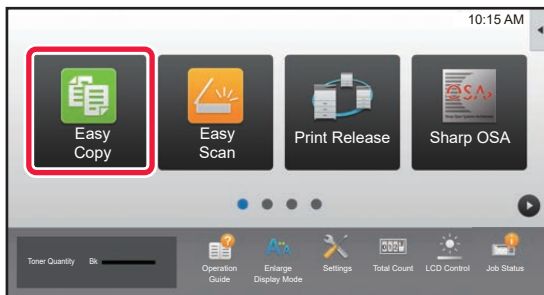 10:15 AM
Easy
Copy
Easy
Scan
Print Release
OSA
Sharp OSA
Toner Quantity
Bk
Operation
Guide
Enlarge
Display Mode
Settings
Total Count
LCD Control
Job Status